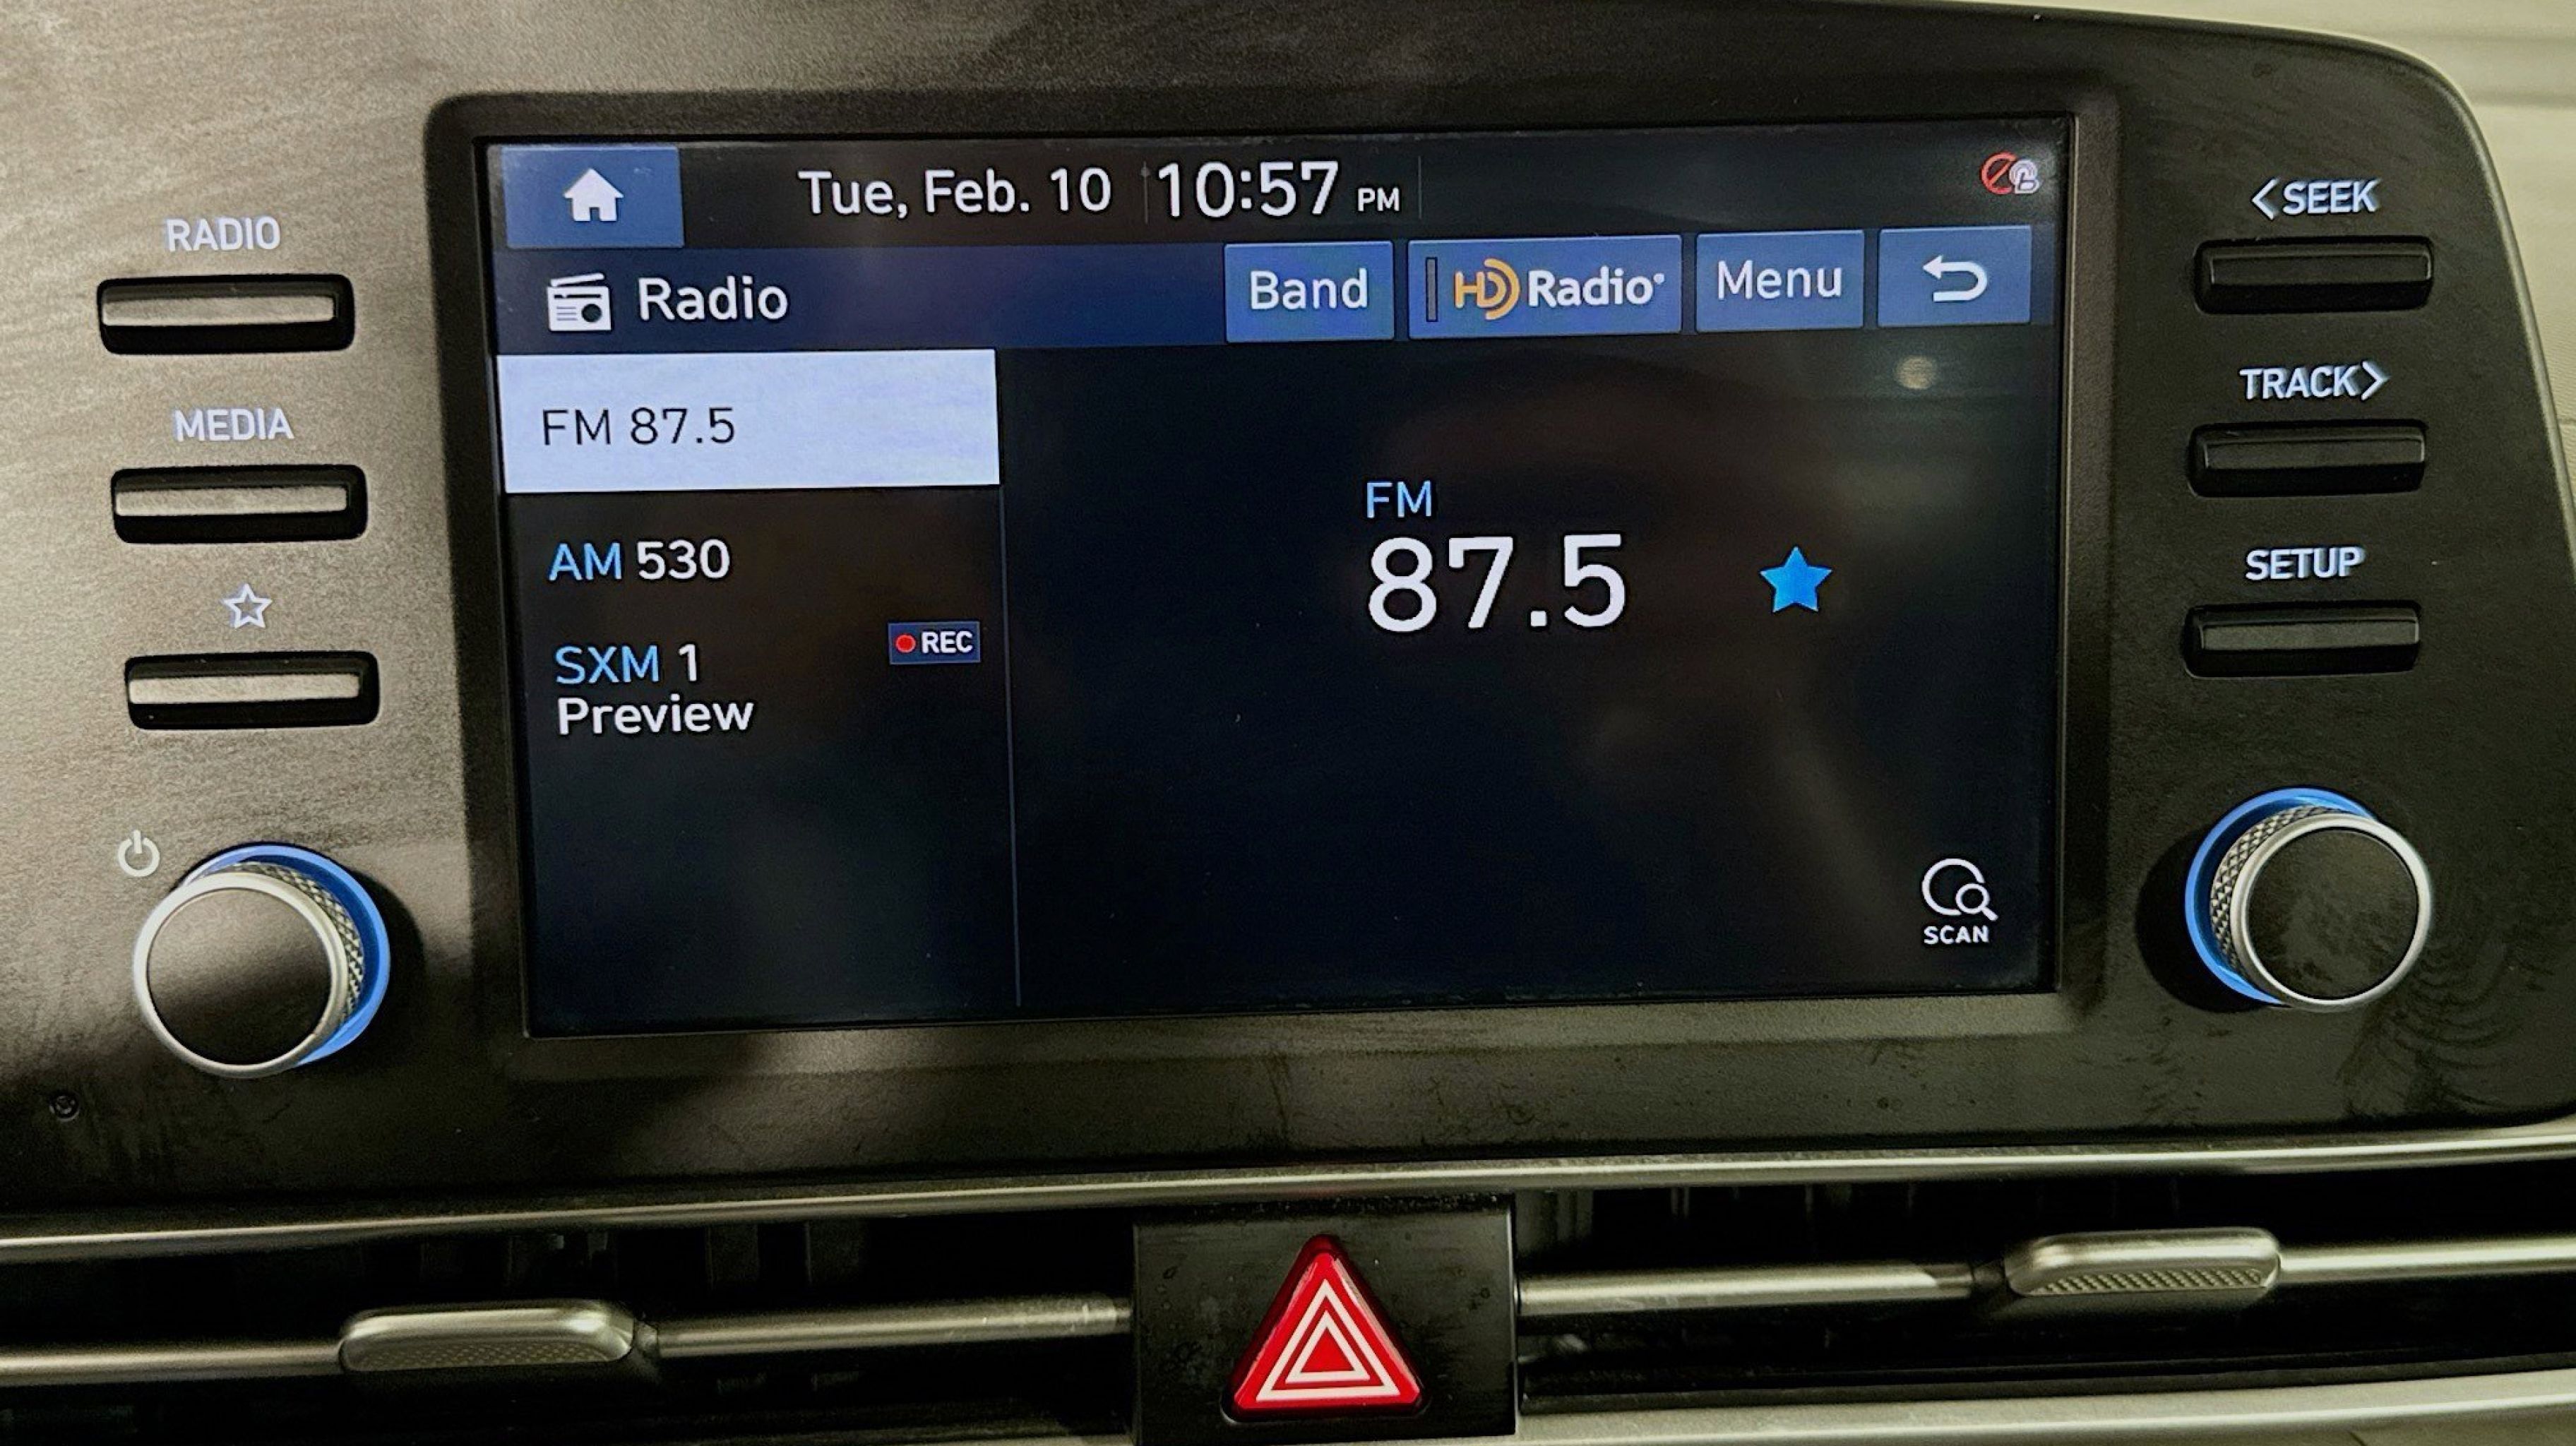 Tue, Feb. 10 10:57 PM
<SEEK
RADIO
Radio Band HD Radio® Menu
TRACK>
MEDIA
FM 87.5
FM
87.5
AM 530
SETUP
SXM 1 REC
Preview
SCAN